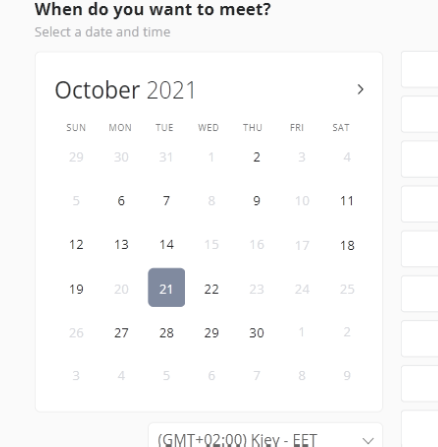 When do you want to meet?
Select a date and time
October 2021
SUN MON TUE WED THU FRI SAT
29 30 31 1 2 3 4
5 6 7 8 9 10 11
12 13 14 15 16 17 18
19 20 21 22 23 24 25
26 27 28 29 30 1 2
3 4 5 6 7 8 9
(GMT+02:00) Kiev - EET